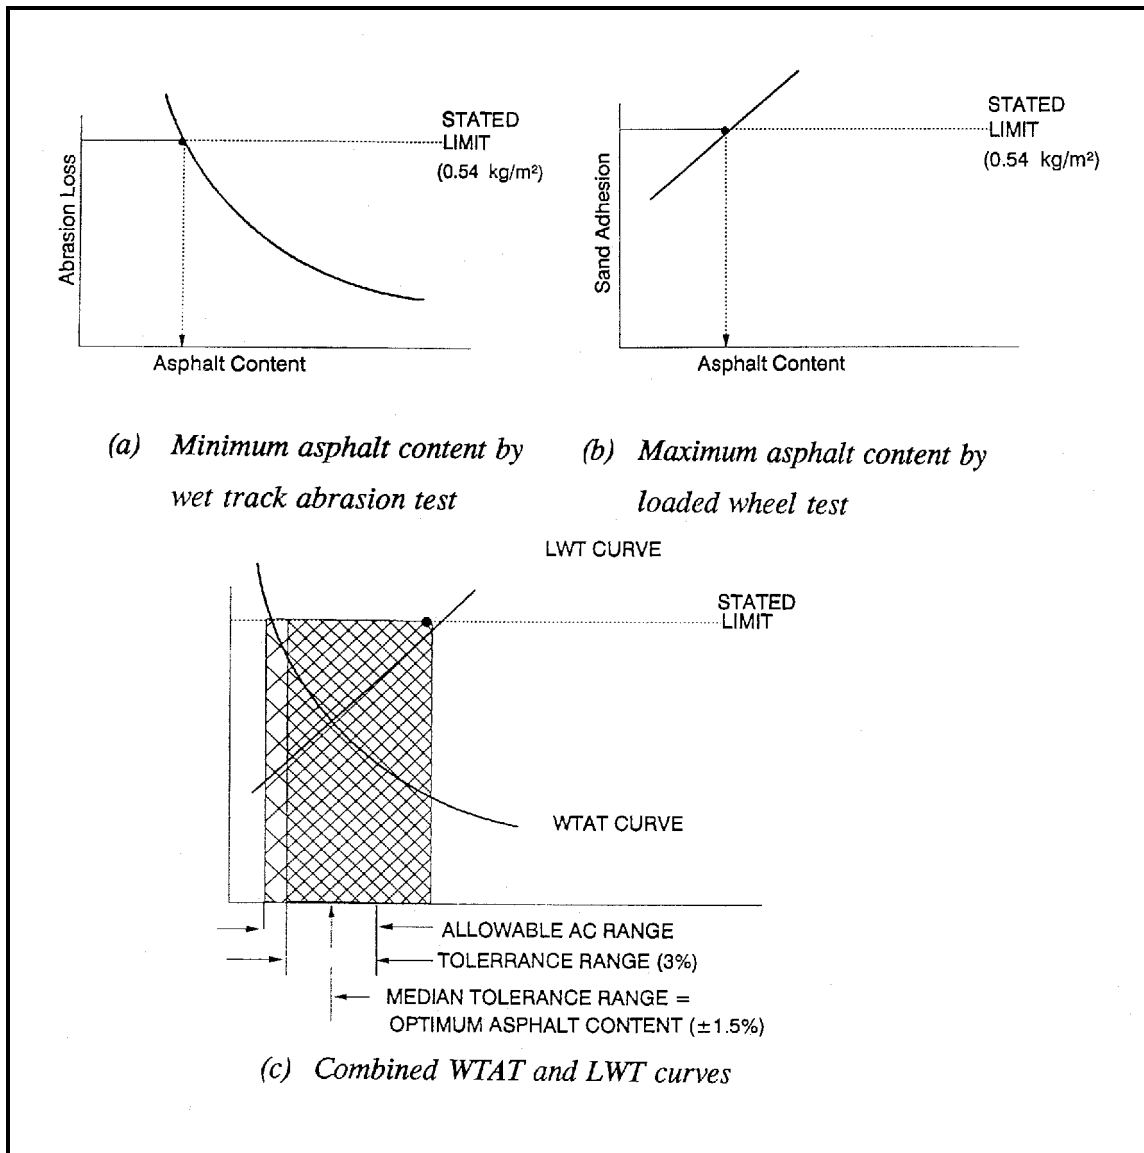 STATED
LIMIT
(0.54 kg/m²)
Abrasion Loss
Asphalt Content
STATED
LIMIT
(0.54 kg/m²)
Sand Adhesion
Asphalt Content
(a) Minimum asphalt content by
wet track abrasion test
(b) Maximum asphalt content by
loaded wheel test
LWT CURVE
STATED
LIMIT
WTAT CURVE
ALLOWABLE AC RANGE
TOLERRANCE RANGE (3%)
MEDIAN TOLERANCE RANGE =
OPTIMUM ASPHALT CONTENT (±1.5%)
(c) Combined WTAT and LWT curves